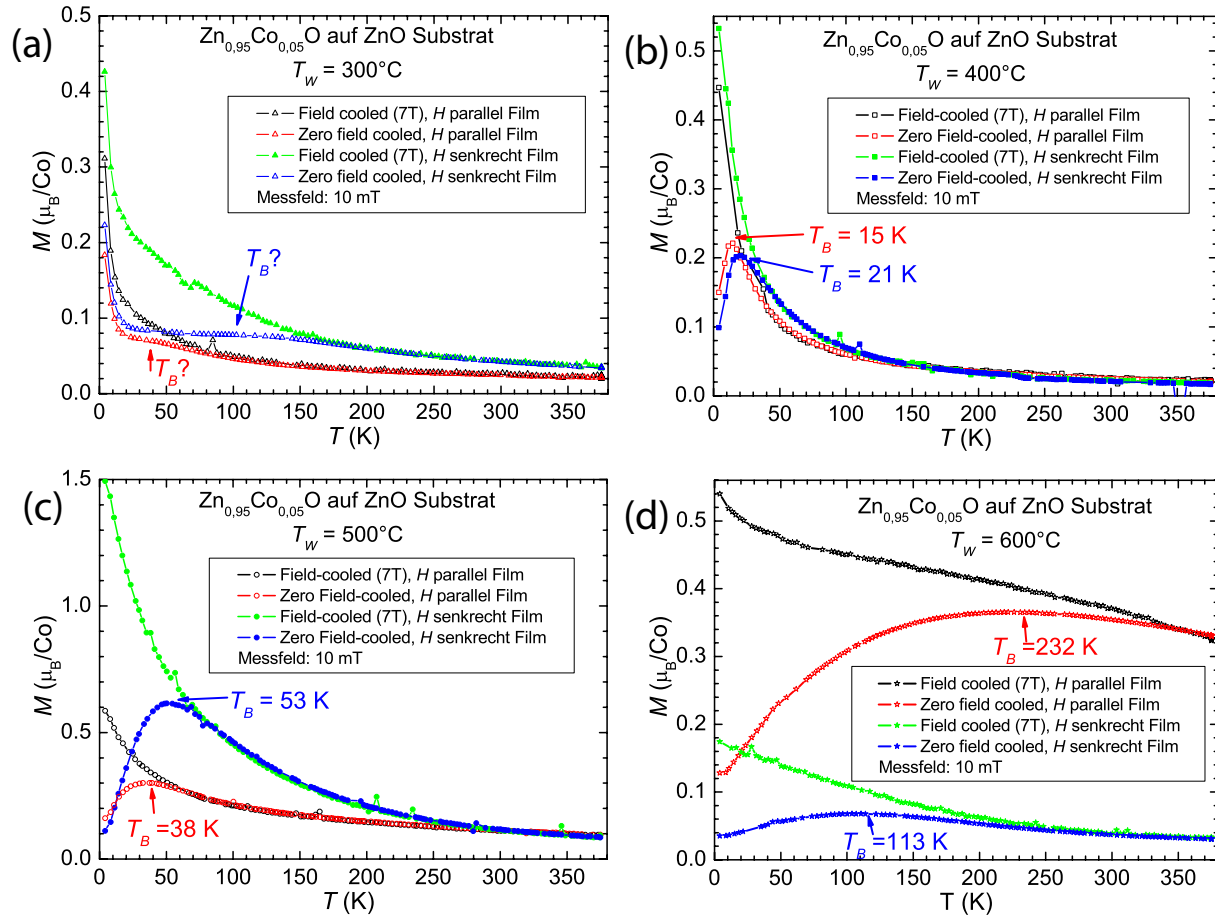 (a)
Zn0,95Co0,05O auf ZnO Substrat
TW = 300°C
Field cooled (7T), H parallel Film
Zero field cooled, H parallel Film
Field cooled (7T), H senkrecht Film
Zero field cooled, H senkrecht Film
Messfeld: 10 mT
TB?
TB?
M (μB/Co)
0.5
0.4
0.3
0.2
0.1
0.0
0 50 100 150 200 250 300 350
T (K)
(b)
Zn0,95Co0,05O auf ZnO Substrat
TW = 400°C
Field-cooled (7T), H parallel Film
Zero Field-cooled, H parallel Film
Field-cooled (7T), H senkrecht Film
Zero Field-cooled, H senkrecht Film
Messfeld: 10 mT
TB = 15 K
TB = 21 K
M (μB/Co)
0.5
0.4
0.3
0.2
0.1
0.0
0 50 100 150 200 250 300 350
T (K)
(c)
Zn0,95Co0,05O auf ZnO Substrat
TW = 500°C
Field-cooled (7T), H parallel Film
Zero Field-cooled, H parallel Film
Field-cooled (7T), H senkrecht Film
Zero Field-cooled, H senkrecht Film
Messfeld: 10 mT
TB = 53 K
TB = 38 K
M (μB/Co)
1.5
1.0
0.5
0.0
0 50 100 150 200 250 300 350
T (K)
(d)
Zn0,95Co0,05O auf ZnO Substrat
TW = 600°C
TB = 232 K
Field cooled (7T), H parallel Film
Zero field cooled, H parallel Film
Field cooled (7T), H senkrecht Film
Zero field cooled, H senkrecht Film
Messfeld: 10 mT
TB = 113 K
M (μB/Co)
0.5
0.4
0.3
0.2
0.1
0.0
0 50 100 150 200 250 300 350
T (K)